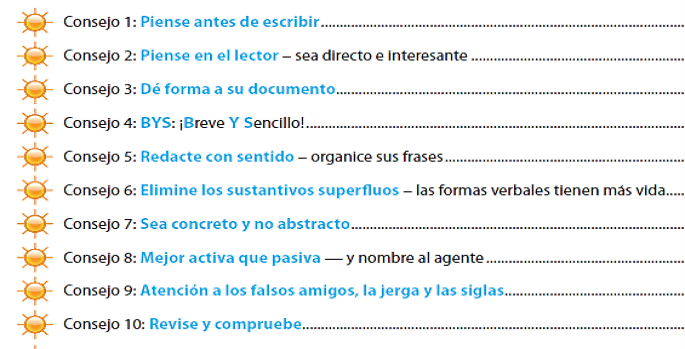 Consejo 1: Piense antes de escribir................................................................................
Consejo 2: Piense en el lector – sea directo e interesante ..............................................
Consejo 3: Dé forma a su documento............................................................................
Consejo 4: BYS: ¡Breve Y Sencillo!...................................................................................
Consejo 5: Redacte con sentido – organice sus frases....................................................
Consejo 6: Elimine los sustantivos superfluos – las formas verbales tienen más vida.....
Consejo 7: Sea concreto y no abstracto.........................................................................
Consejo 8: Mejor activa que pasiva — y nombre al agente...........................................
Consejo 9: Atención a los falsos amigos, la jerga y las siglas.......................................
Consejo 10: Revise y compruebe....................................................................................